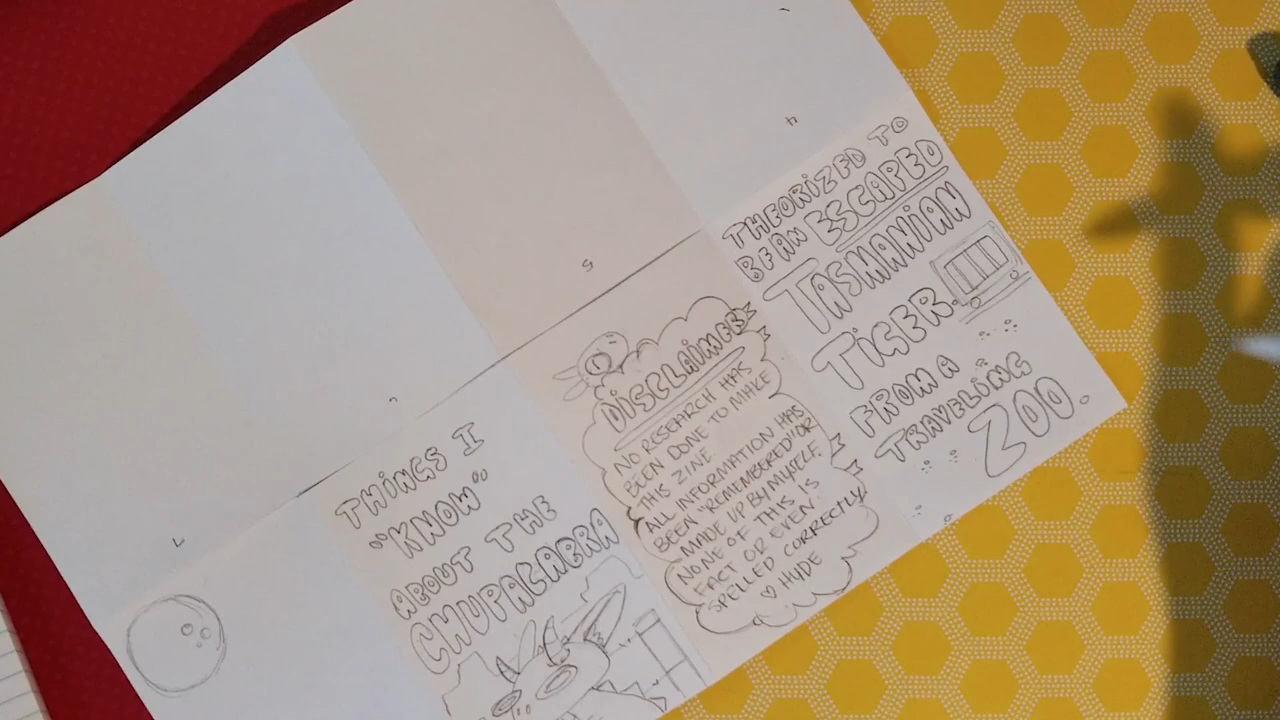 THINGS I
"KNOW"
ABOUT THE
CHUPACABRA
DISCLAIMER
NO RESEARCH HAS
BEEN DONE TO MAKE
THIS ZINE.
ALL INFORMATION HAS
BEEN "REMEMBERED" OR
MADE UP BY MYSELF.
NONE OF THIS IS
FACT OR EVEN
SPELLED CORRECTLY.
♡ HYDE
THEORIZED TO
BE AN ESCAPED
TASMANIAN
TIGER
FROM A
TRAVELING
ZOO.
4
5